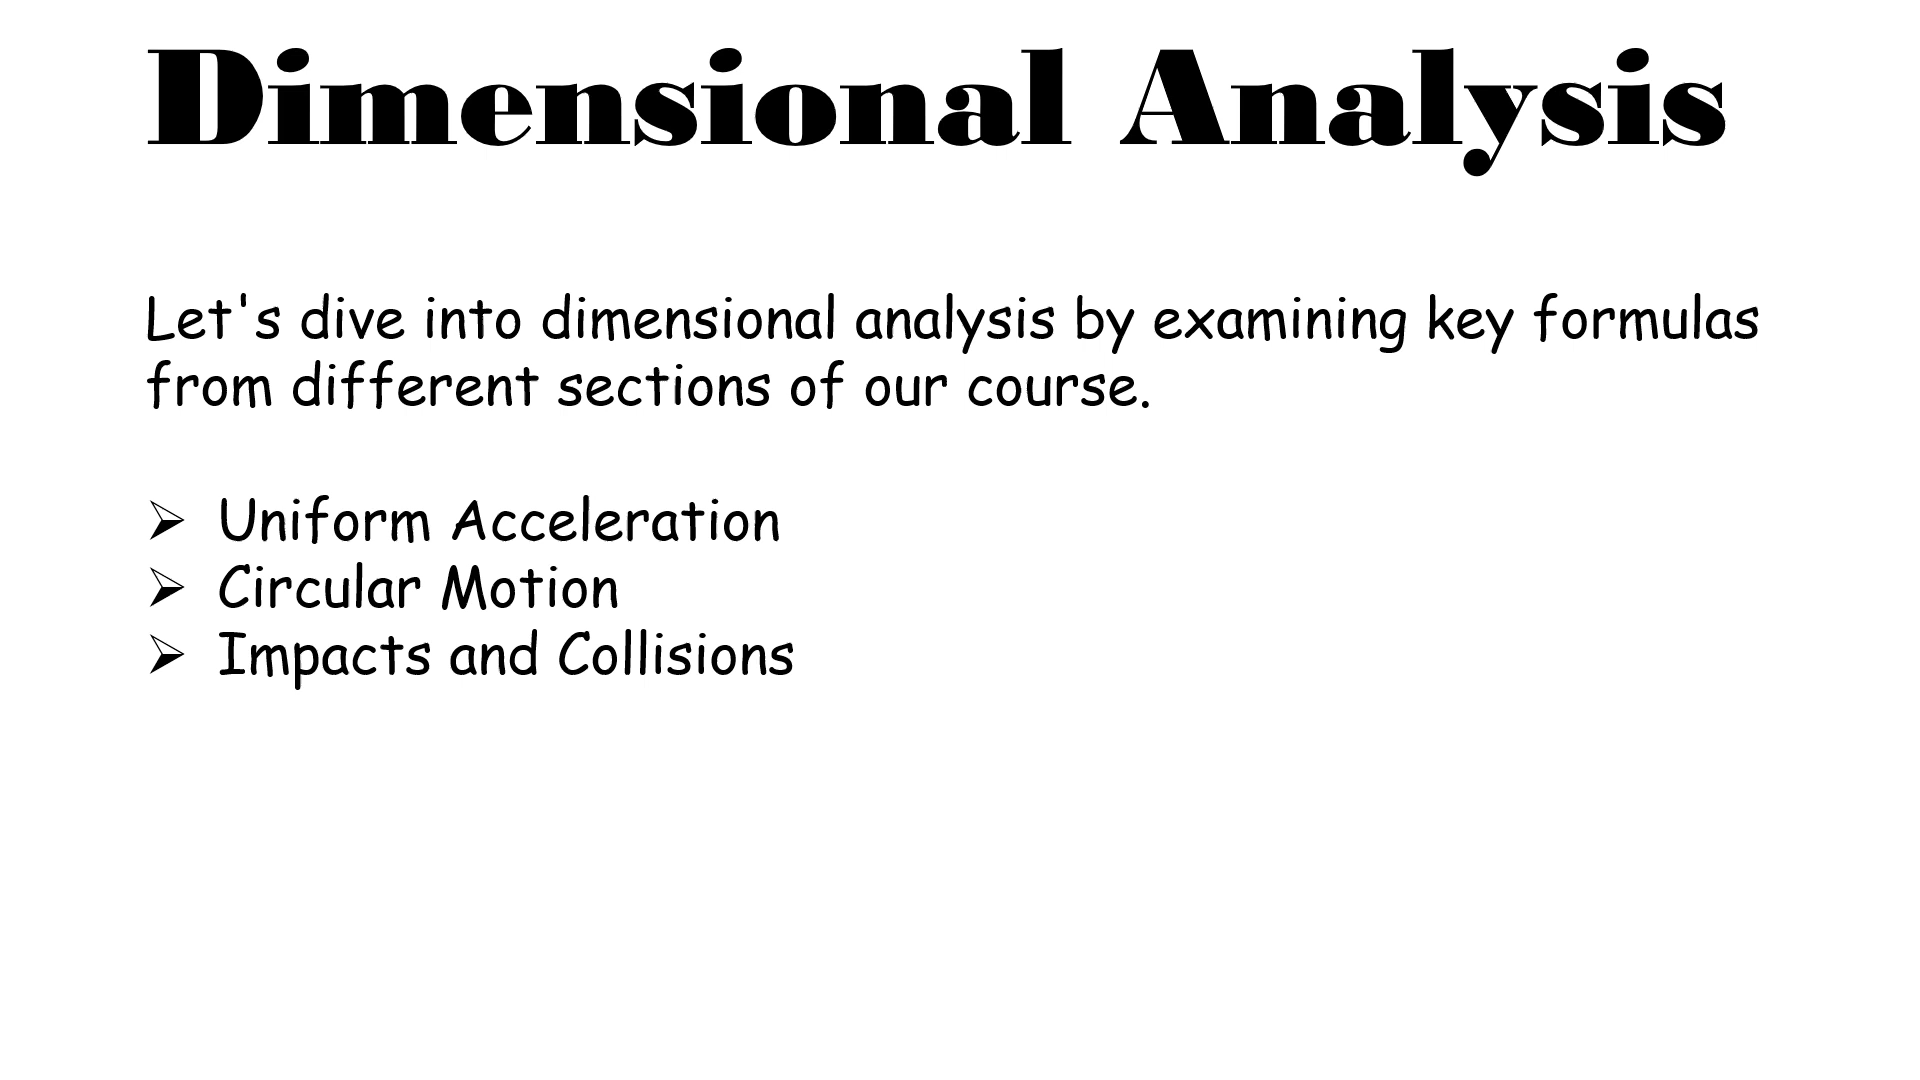 Dimensional Analysis
Let's dive into dimensional analysis by examining key formulas
from different sections of our course.
➢ Uniform Acceleration
➢ Circular Motion
➢ Impacts and Collisions